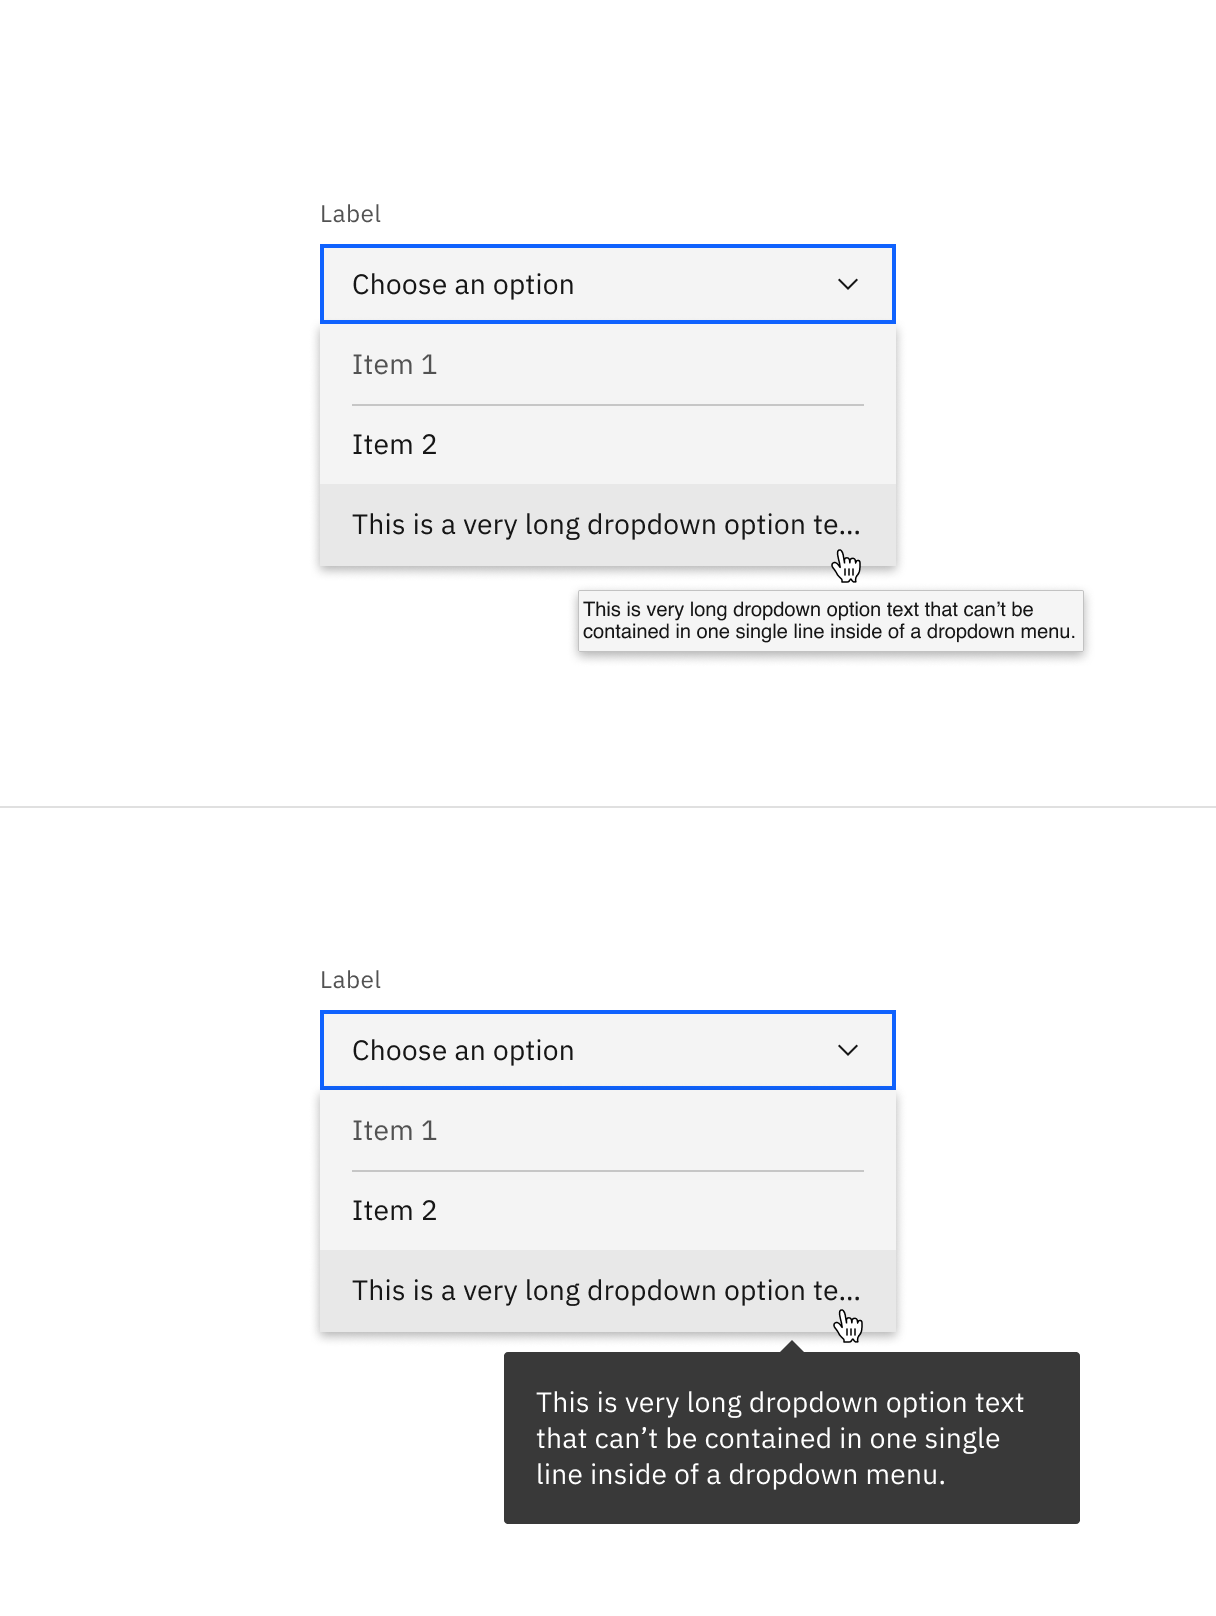 Label
Choose an option
Item 1
Item 2
This is a very long dropdown option te...
This is very long dropdown option text that can’t be
contained in one single line inside of a dropdown menu.
Label
Choose an option
Item 1
Item 2
This is a very long dropdown option te...
This is very long dropdown option text
that can’t be contained in one single
line inside of a dropdown menu.